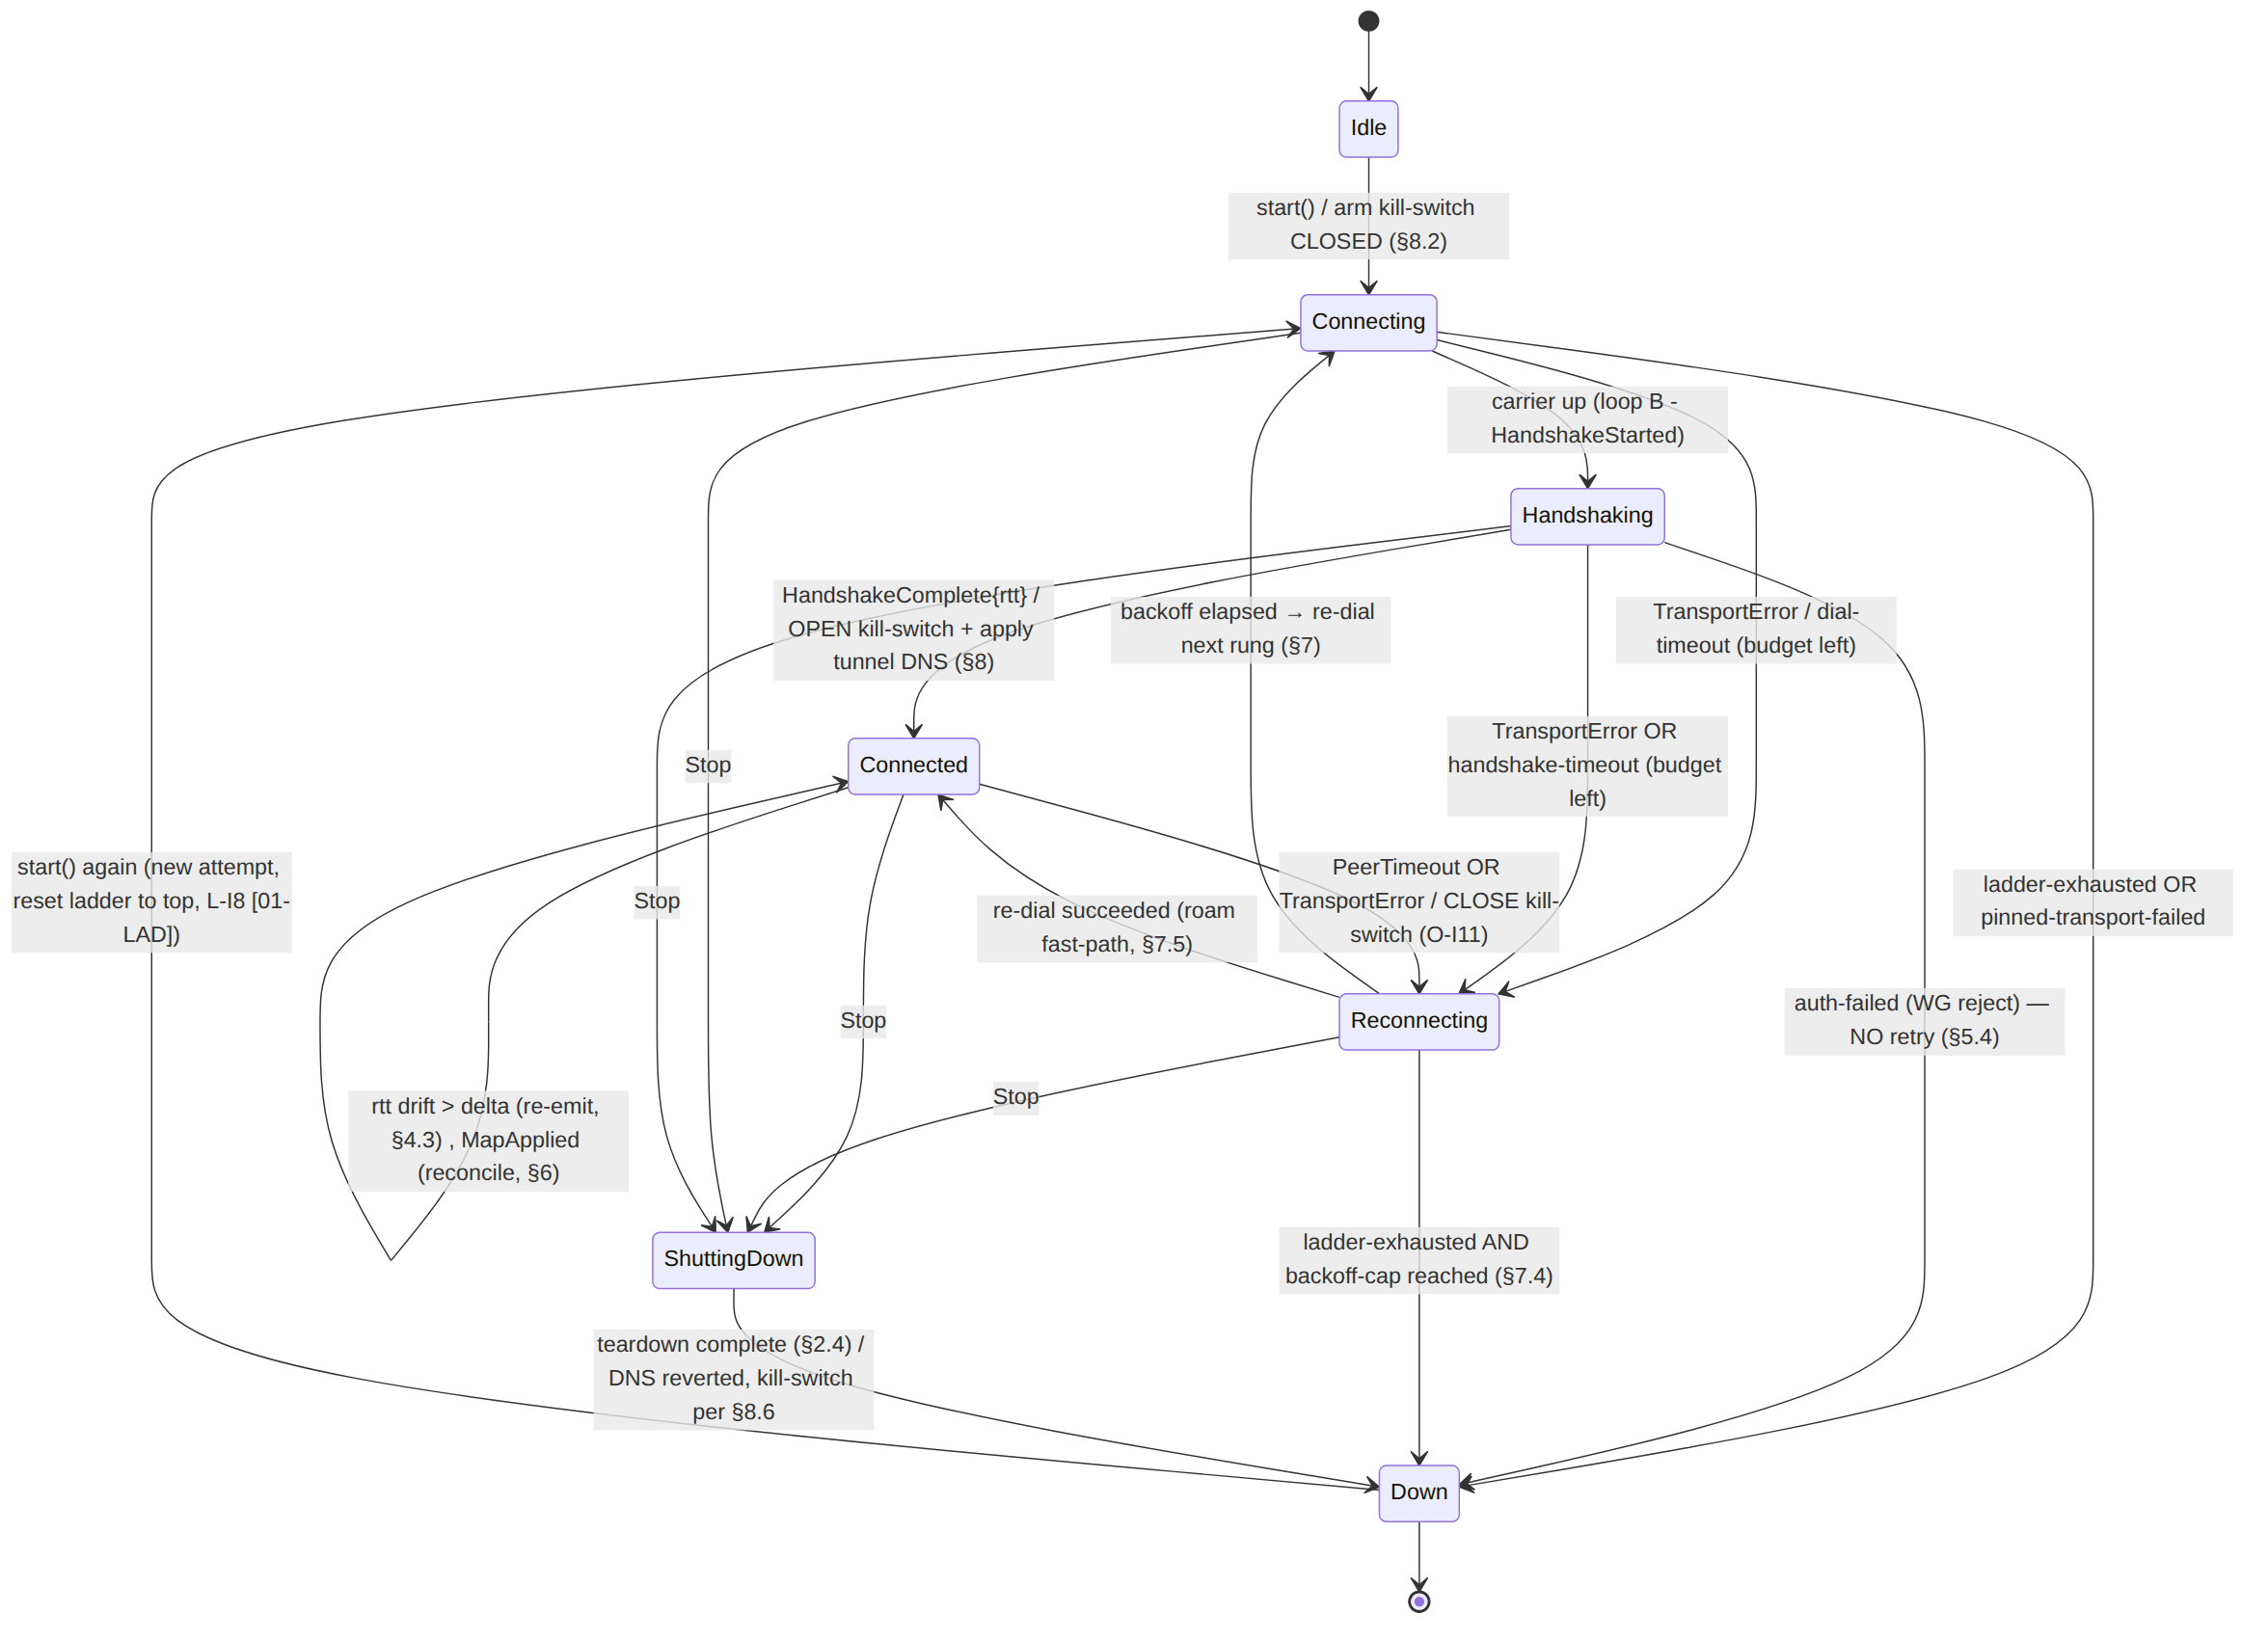 Idle
start() / arm kill-switch
CLOSED (§8.2)
Connecting
carrier up (loop B -
HandshakeStarted)
Handshaking
HandshakeComplete{rtt} /
OPEN kill-switch + apply
tunnel DNS (§8)
backoff elapsed → re-dial
next rung (§7)
TransportError / dial-
timeout (budget left)
Stop
Connected
TransportError OR
handshake-timeout (budget
left)
start() again (new attempt,
reset ladder to top, L-I8 [01-
LAD])
Stop
re-dial succeeded (roam
fast-path, §7.5)
PeerTimeout OR
TransportError / CLOSE kill-
switch (O-I11)
ladder-exhausted OR
pinned-transport-failed
Stop
Reconnecting
auth-failed (WG reject) —
NO retry (§5.4)
rtt drift > delta (re-emit,
§4.3) , MapApplied
(reconcile, §6)
Stop
ShuttingDown
ladder-exhausted AND
backoff-cap reached (§7.4)
teardown complete (§2.4) /
DNS reverted, kill-switch
per §8.6
Down